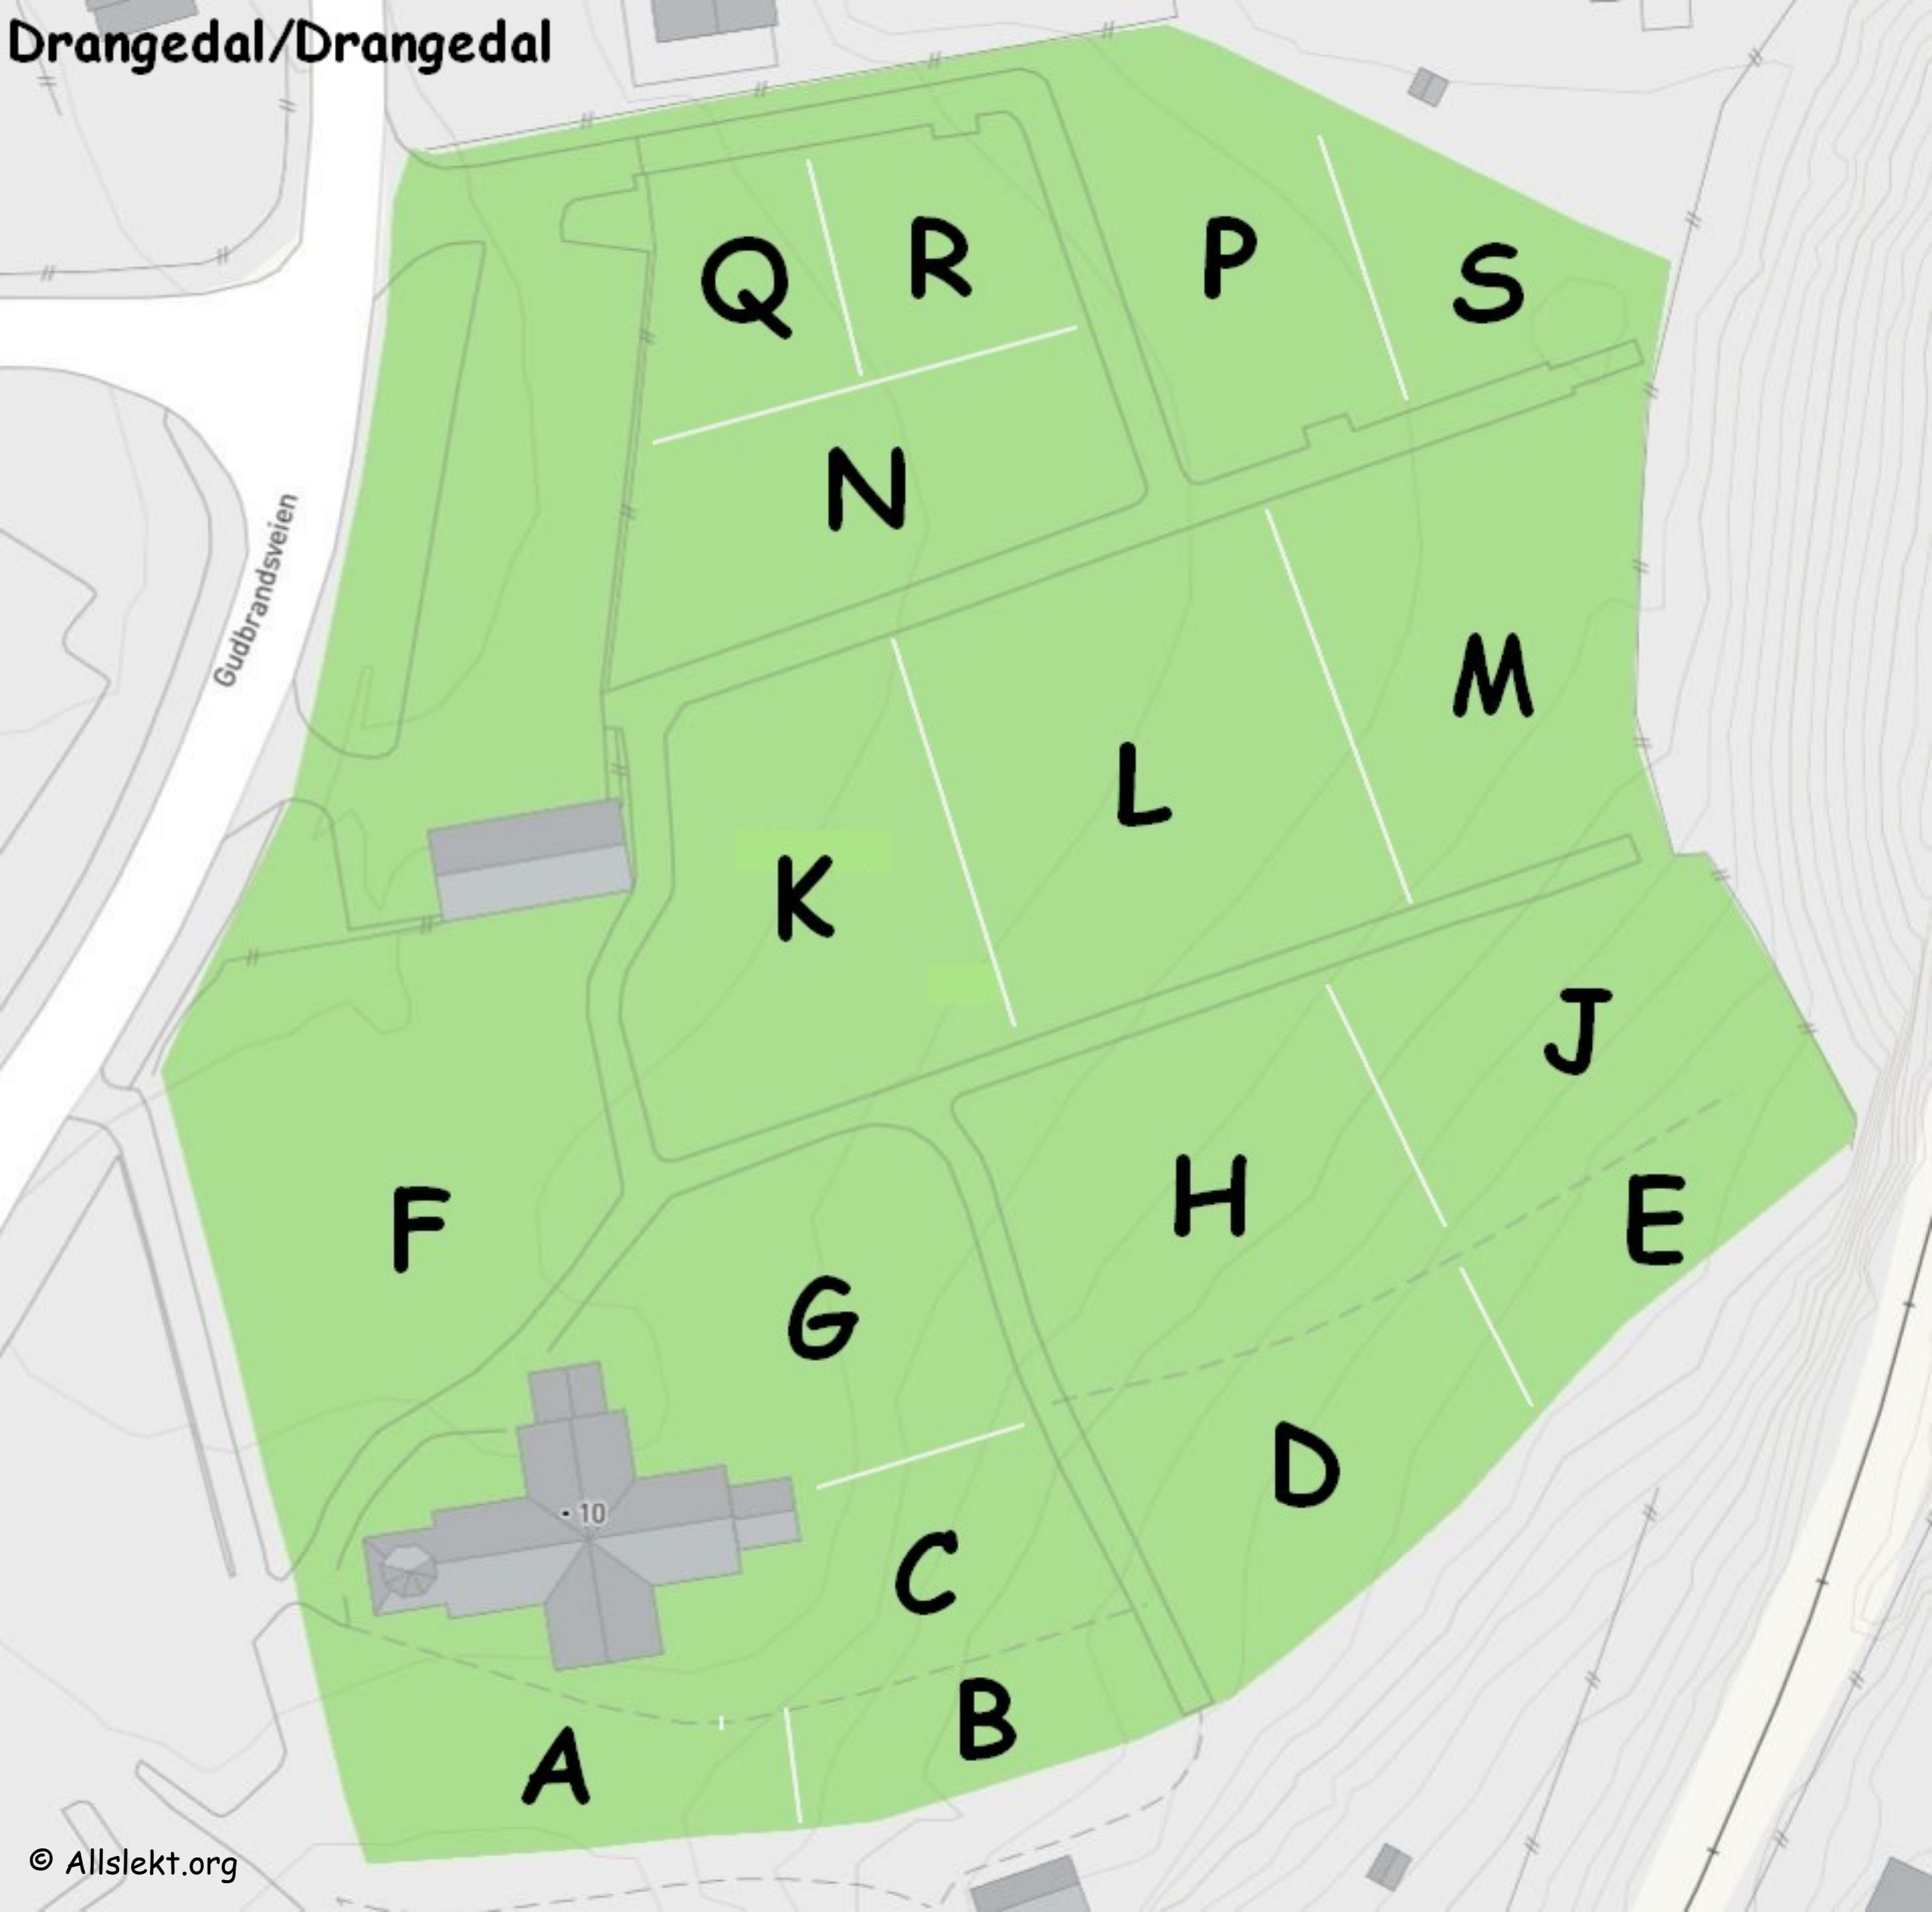 Drangedal/Drangedal
Q
R
P
S
N
Gudbrandsveien
M
L
K
J
H
E
F
G
D
10
C
B
A
© Allslekt.org